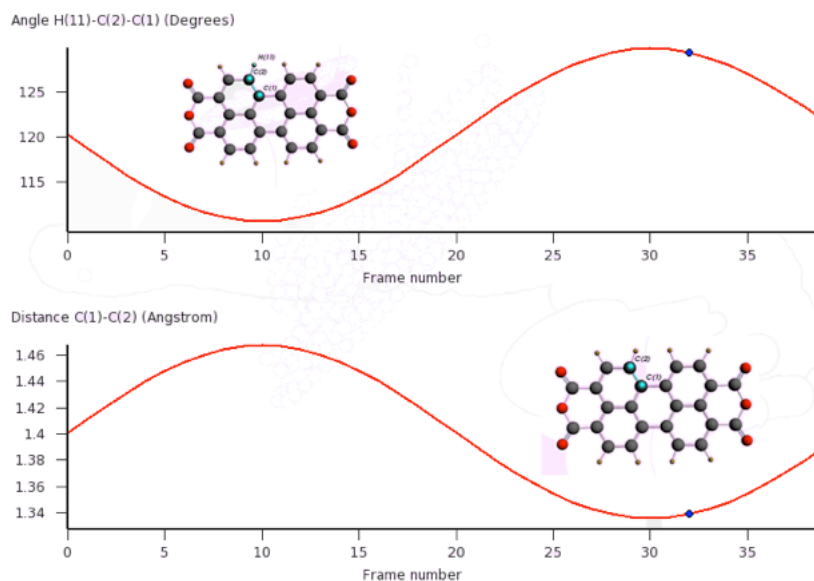 Angle H(11)-C(2)-C(1) (Degrees)
125
120
115
H(11)
C(2)
C(1)
0 5 10 15 20 25 30 35
Frame number
Distance C(1)-C(2) (Angstrom)
1.46
1.44
1.42
1.4
1.38
1.36
1.34
C(2)
C(1)
0 5 10 15 20 25 30 35
Frame number